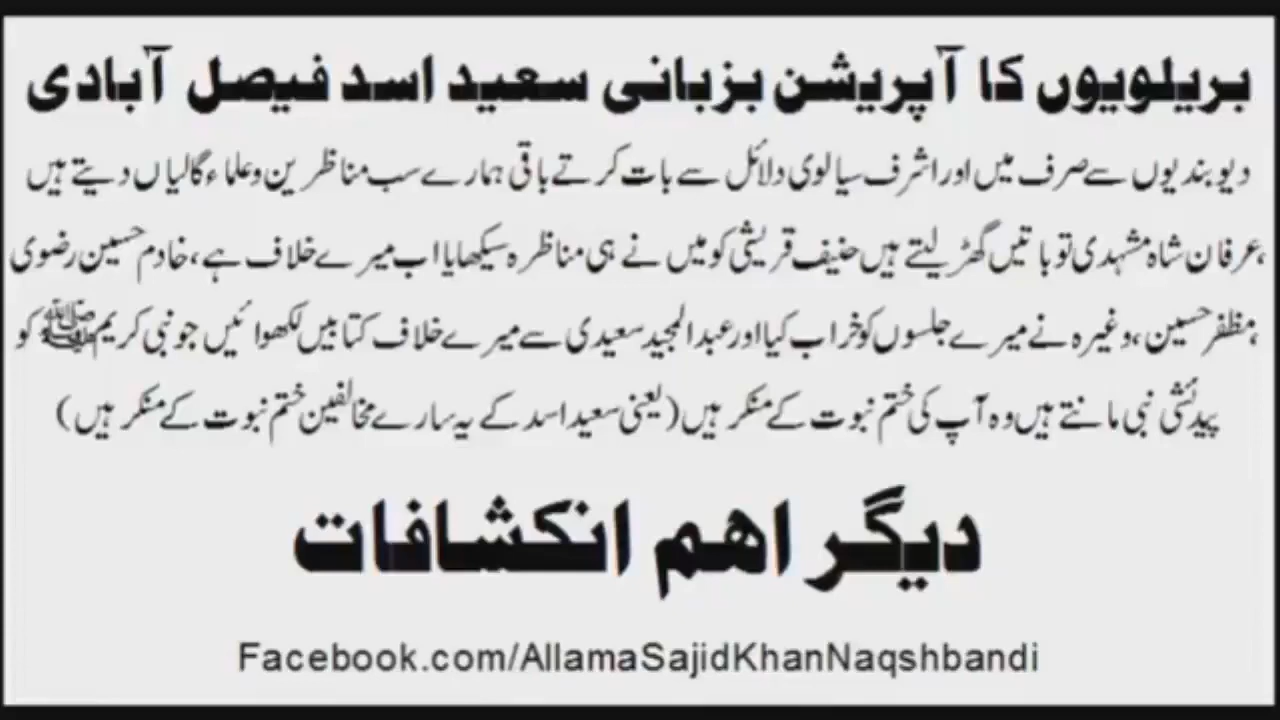 بریلویوں کا آپریشن بزبانی سعید اسد فیصل آبادی
دیوبندیوں سے صرف میں اور اشرف سیالوی دلائل سے بات کرتے باقی ہمارے سب مناظرین و علماء گالیاں دیتے ہیں
،عرفان شاہ مشہدی تو باتیں گھڑ لیتے ہیں حنیف قریشی کو میں نے ہی مناظرہ سیکھایا اب میرے خلاف ہے، خادم حسین رضوی
،مظفر حسین، وغیرہ نے میرے جلسوں کو خراب کیا اور عبدالمجید سعیدی سے میرے خلاف کتابیں لکھوائیں جو نبی کریم ﷺ کو
پیدئشی نبی مانتے ہیں وہ آپ کی ختم نبوت کے منکر ہیں (یعنی سعید اسد کے یہ سارے مخالفین ختم نبوت کے منکر ہیں)
دیگر اهم انکشافات
Facebook.com/AllamaSajidKhanNaqshbandi